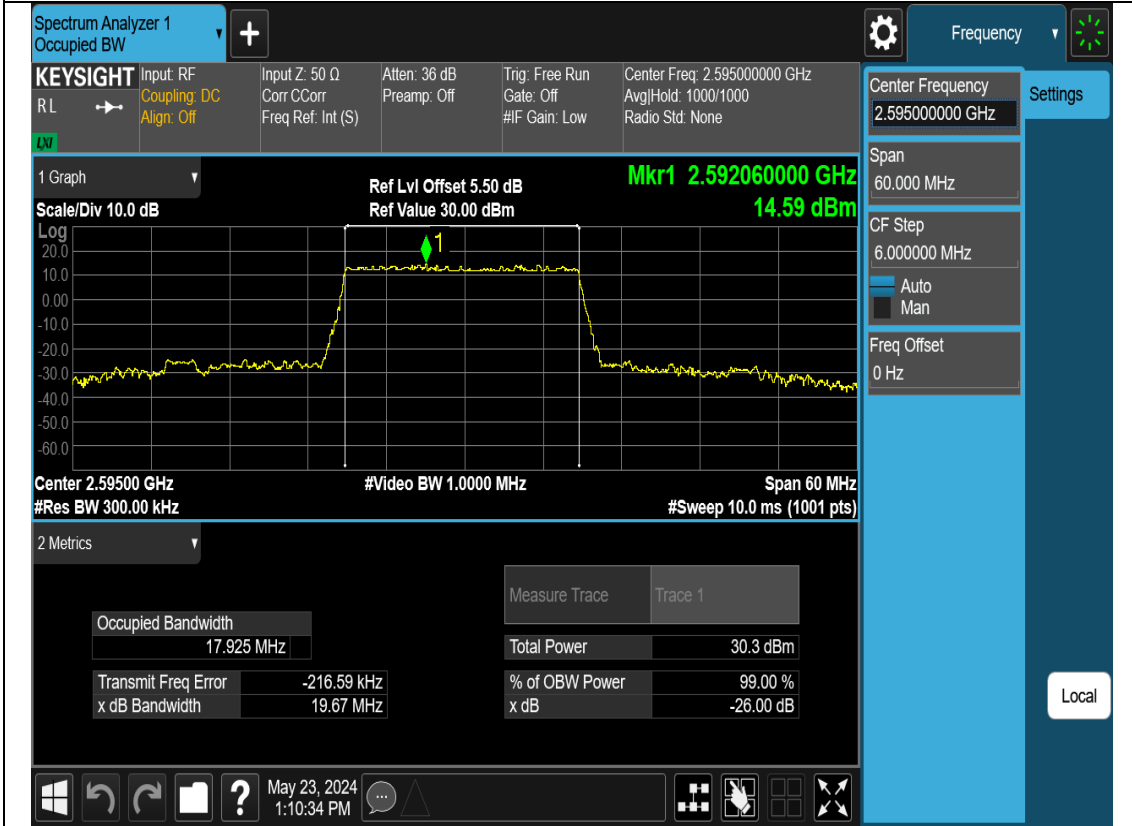 Spectrum Analyzer 1
Occupied BW
+
Frequency
KEYSIGHT
R L
LXI
Input: RF
Coupling: DC
Align: Off
Input Z: 50 Ω
Corr CCorr
Freq Ref: Int (S)
Atten: 36 dB
Preamp: Off
Trig: Free Run
Gate: Off
#IF Gain: Low
Center Freq: 2.595000000 GHz
Avg|Hold: 1000/1000
Radio Std: None
Center Frequency
2.595000000 GHz
Settings
Span
60.000 MHz
CF Step
6.000000 MHz
Auto
Man
Freq Offset
0 Hz
Local
1 Graph
Scale/Div 10.0 dB
Ref Lvl Offset 5.50 dB
Ref Value 30.00 dBm
Mkr1 2.592060000 GHz
14.59 dBm
Log
20.0
10.0
0.00
-10.0
-20.0
-30.0
-40.0
-50.0
-60.0
1
Center 2.59500 GHz
#Video BW 1.0000 MHz
Span 60 MHz
#Res BW 300.00 kHz
#Sweep 10.0 ms (1001 pts)
2 Metrics
Measure Trace Trace 1
Occupied Bandwidth
17.925 MHz
Total Power 30.3 dBm
Transmit Freq Error -216.59 kHz
% of OBW Power 99.00 %
x dB Bandwidth 19.67 MHz
x dB -26.00 dB
?
May 23, 2024
1:10:34 PM